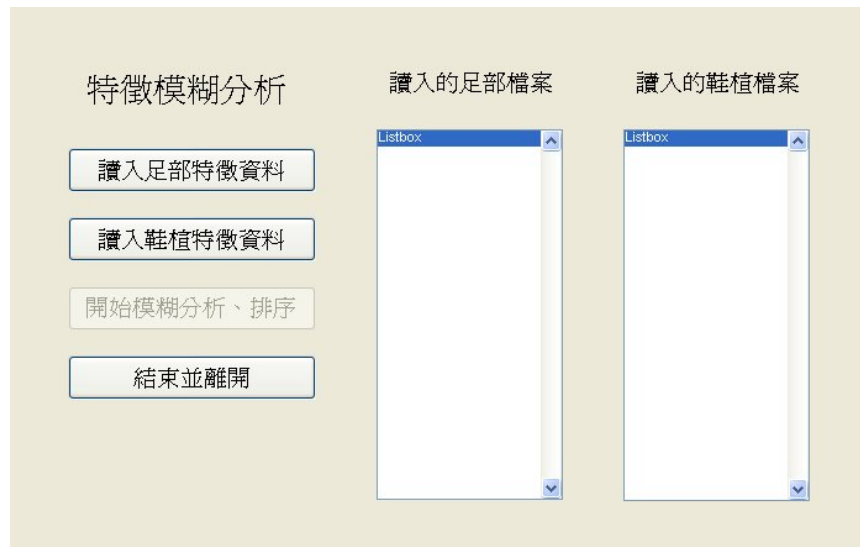 特徵模糊分析
讀入足部特徵資料
讀入鞋楦特徵資料
開始模糊分析、排序
結束並離開
讀入的足部檔案
Listbox
讀入的鞋楦檔案
Listbox